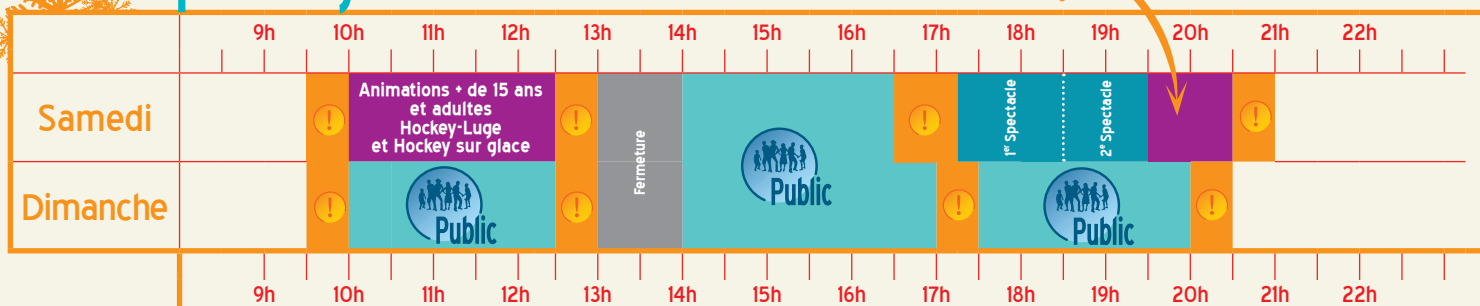 9h 10h 11h 12h 13h 14h 15h 16h 17h 18h 19h 20h 21h 22h
Samedi
!
Animations + de 15 ans
et adultes
Hockey-Luge
et Hockey sur glace
!
Fermeture
Public
!
1er Spectacle
2e Spectacle
!
Dimanche
!
Public
!
!
Public
!
9h 10h 11h 12h 13h 14h 15h 16h 17h 18h 19h 20h 21h 22h